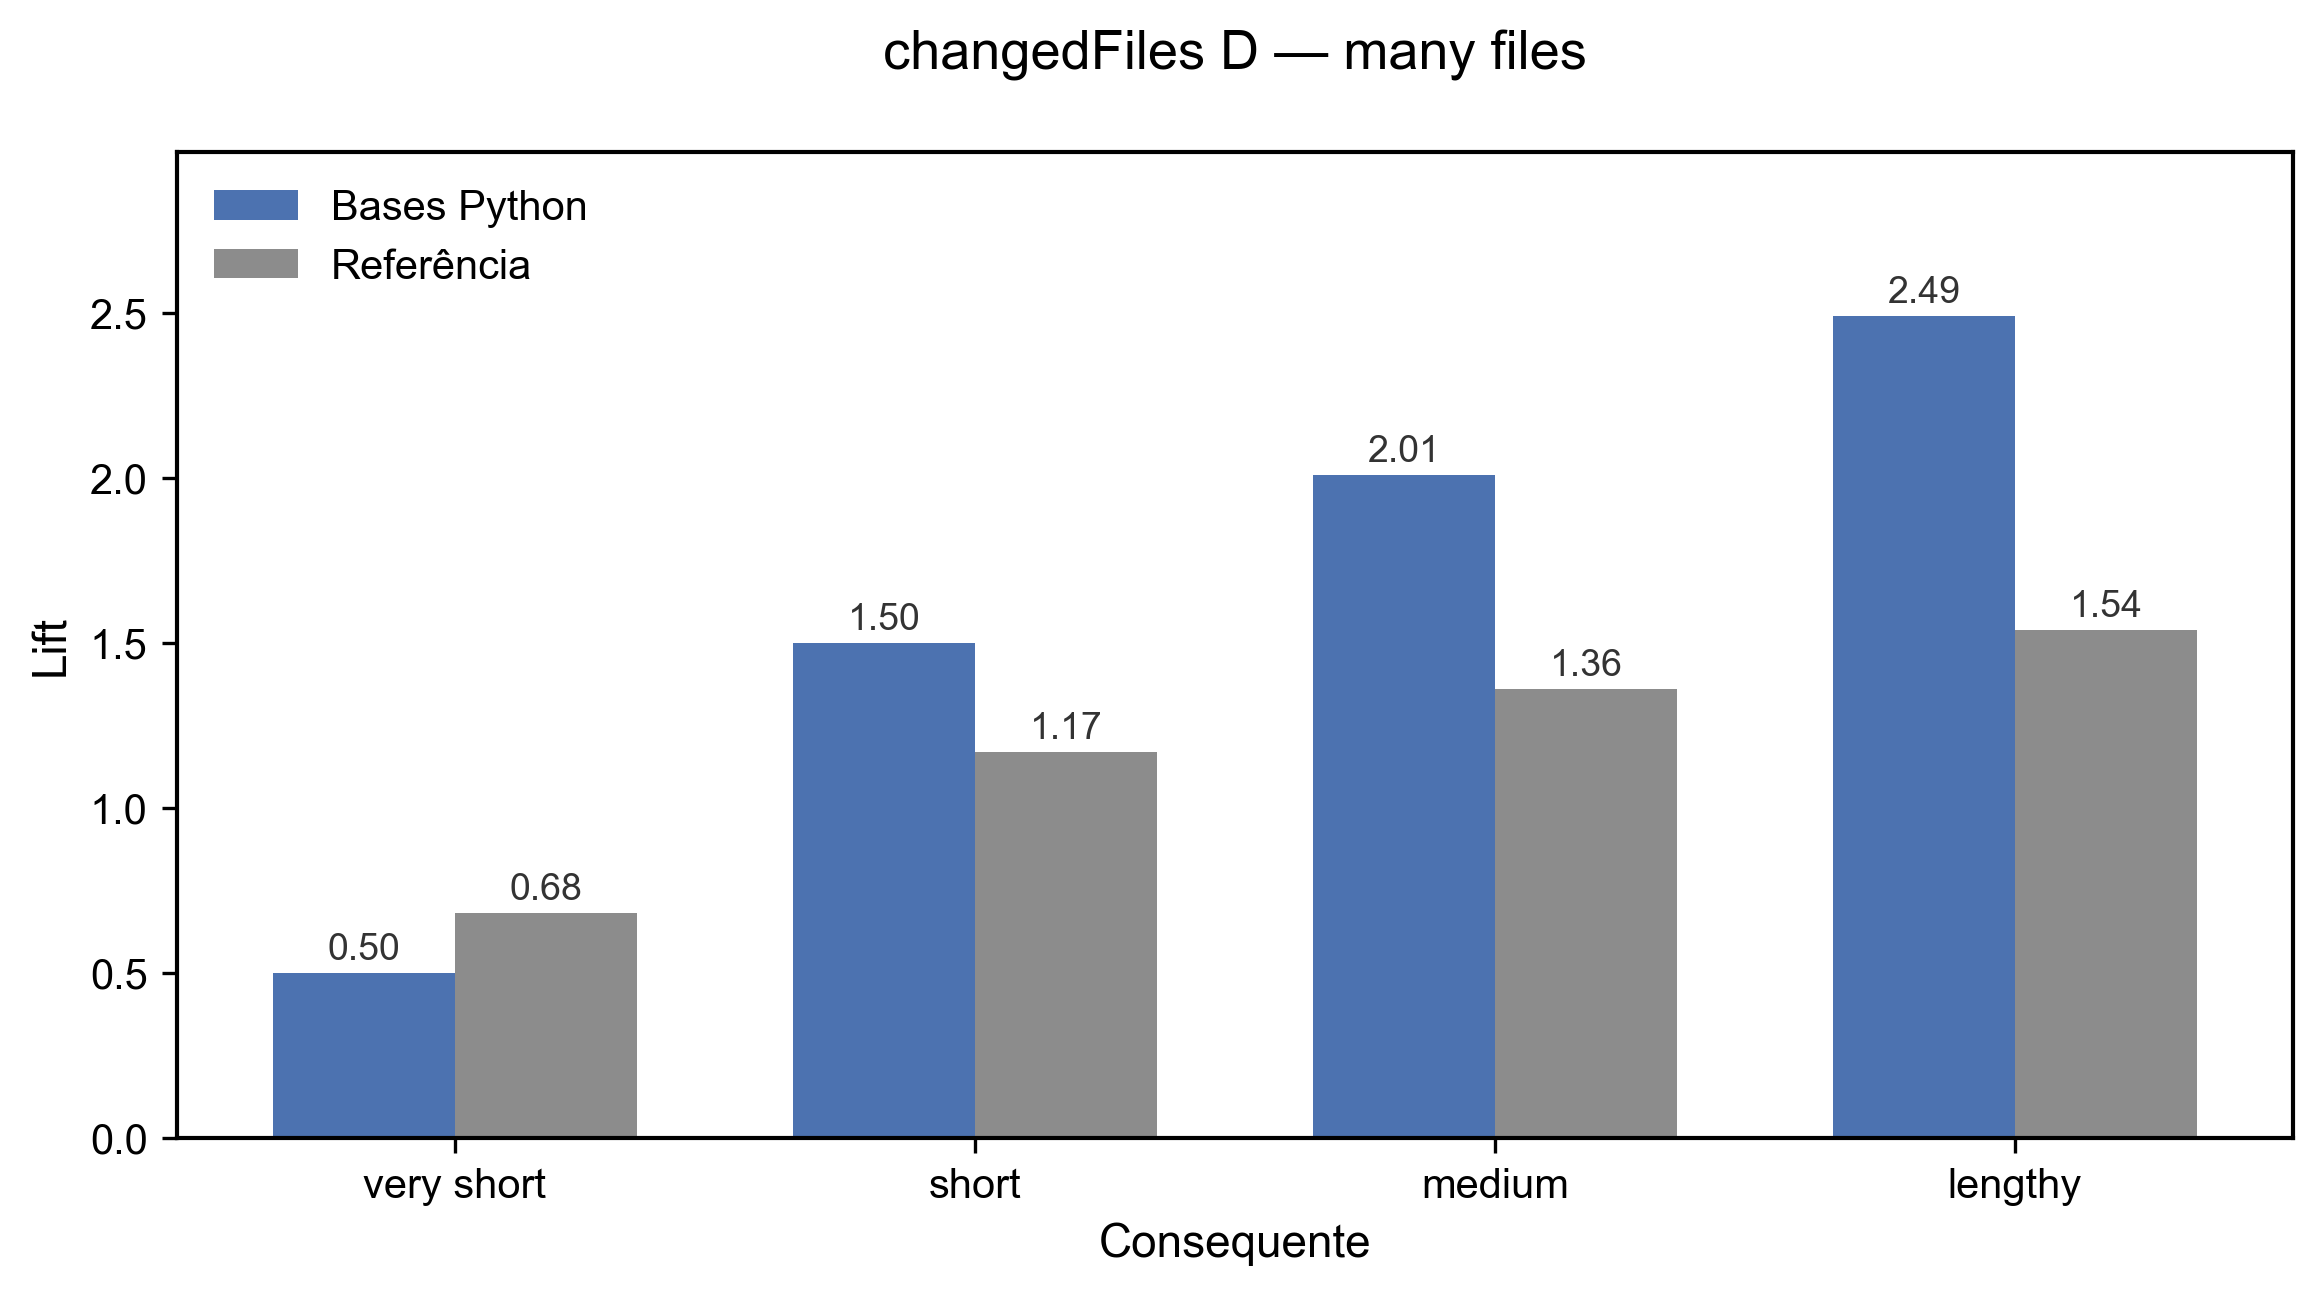 changedFiles D — many files
Bases Python
Referência
Lift
2.5
2.0
1.5
1.0
0.5
0.0
0.50
0.68
1.50
1.17
2.01
1.36
2.49
1.54
very short
short
medium
lengthy
Consequente